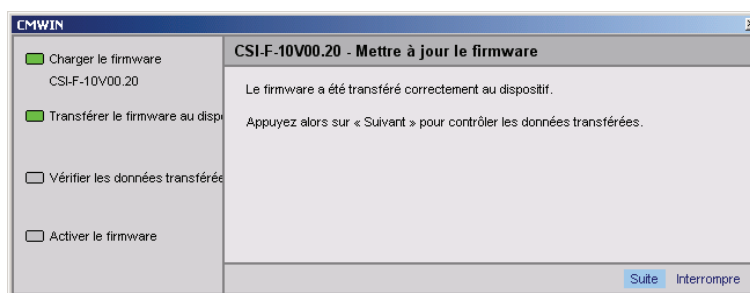 CMWIN
Charger le firmware
CSI-F-10V00.20
Transférer le firmware au disp
Vérifier les données transférée
Activer le firmware
CSI-F-10V00.20 - Mettre à jour le firmware
Le firmware a été transféré correctement au dispositif.
Appuyez alors sur « Suivant » pour contrôler les données transférées.
Suite Interrompre